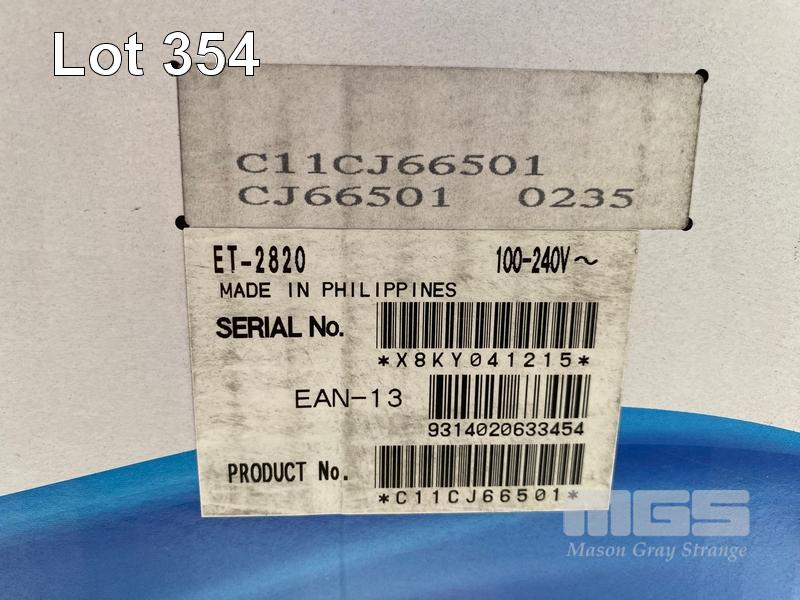 Lot 354
C11CJ66501
CJ66501 0235
ET-2820 100-240V~
MADE IN PHILIPPINES
SERIAL No.
*X8KY041215*
EAN-13
9314020633454
PRODUCT No.
*C11CJ66501*
MGS
Mason Gray Strange